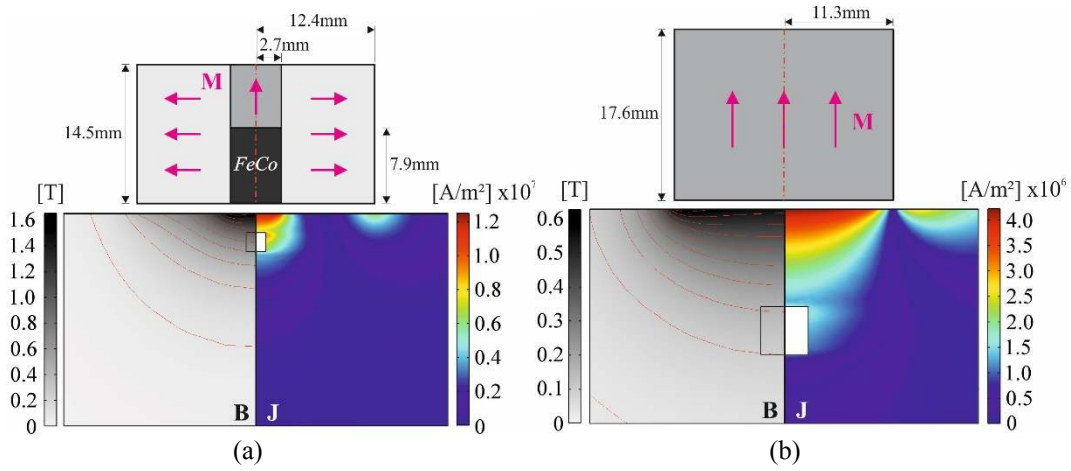 12.4mm
2.7mm
M
14.5mm
FeCo
7.9mm
[T]
[A/m²] x10⁷
1.6
1.4
1.2
1.0
0.8
0.6
0.4
0.2
0
B
J
1.2
1.0
0.8
0.6
0.4
0.2
0
(a)
11.3mm
17.6mm
M
[T]
[A/m²] x10⁶
0.6
0.5
0.4
0.3
0.2
0.1
0
B
J
4.0
3.5
3.0
2.5
2.0
1.5
1.0
0.5
0
(b)